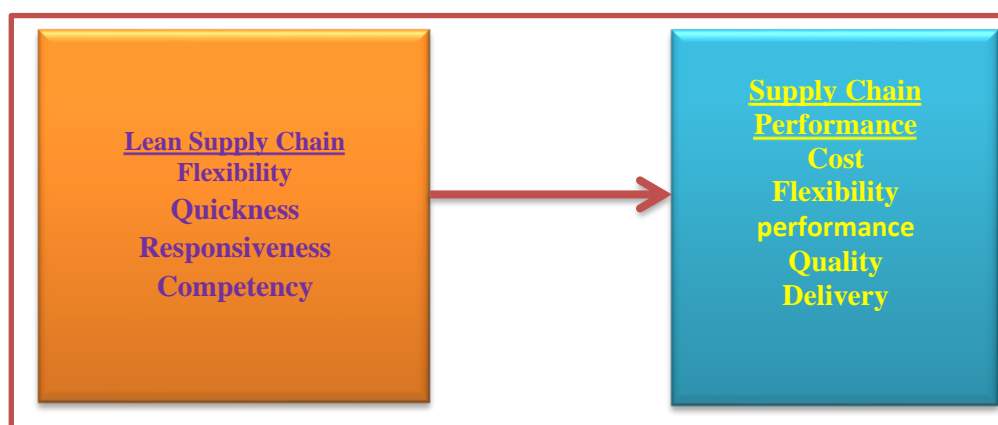 Lean Supply Chain
Flexibility
Quickness
Responsiveness
Competency
Supply Chain
Performance
Cost
Flexibility
performance
Quality
Delivery